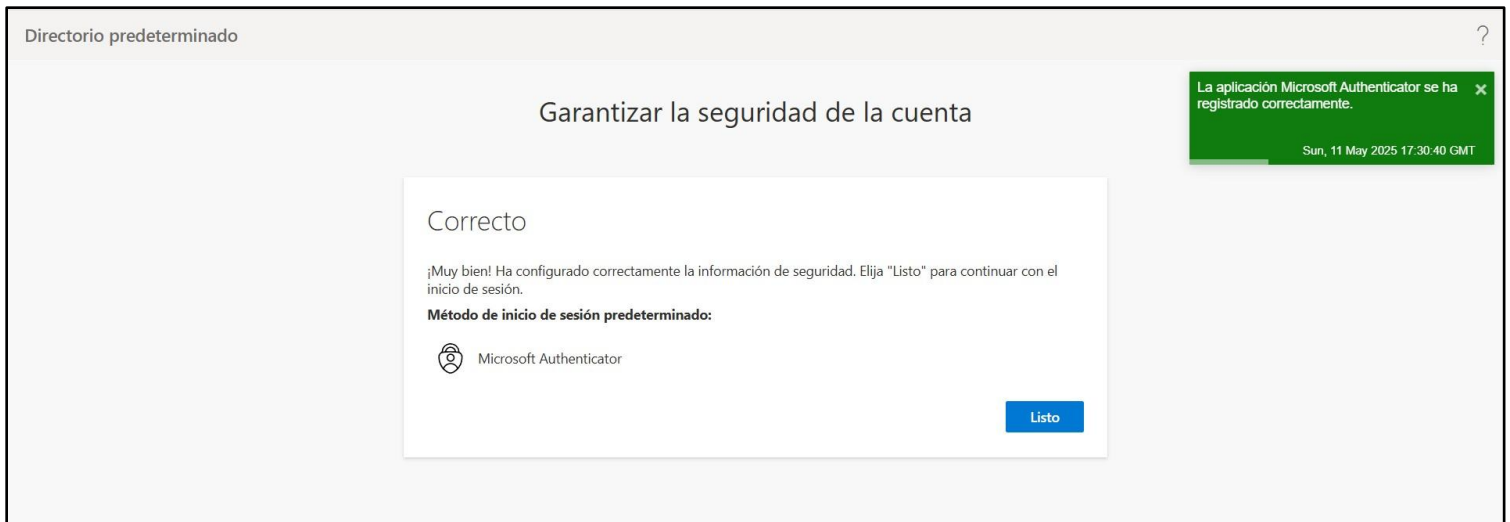 Directorio predeterminado
?
La aplicación Microsoft Authenticator se ha
registrado correctamente.
Sun, 11 May 2025 17:30:40 GMT
Garantizar la seguridad de la cuenta
Correcto
¡Muy bien! Ha configurado correctamente la información de seguridad. Elija "Listo" para continuar con el
inicio de sesión.
Método de inicio de sesión predeterminado:
Microsoft Authenticator
Listo